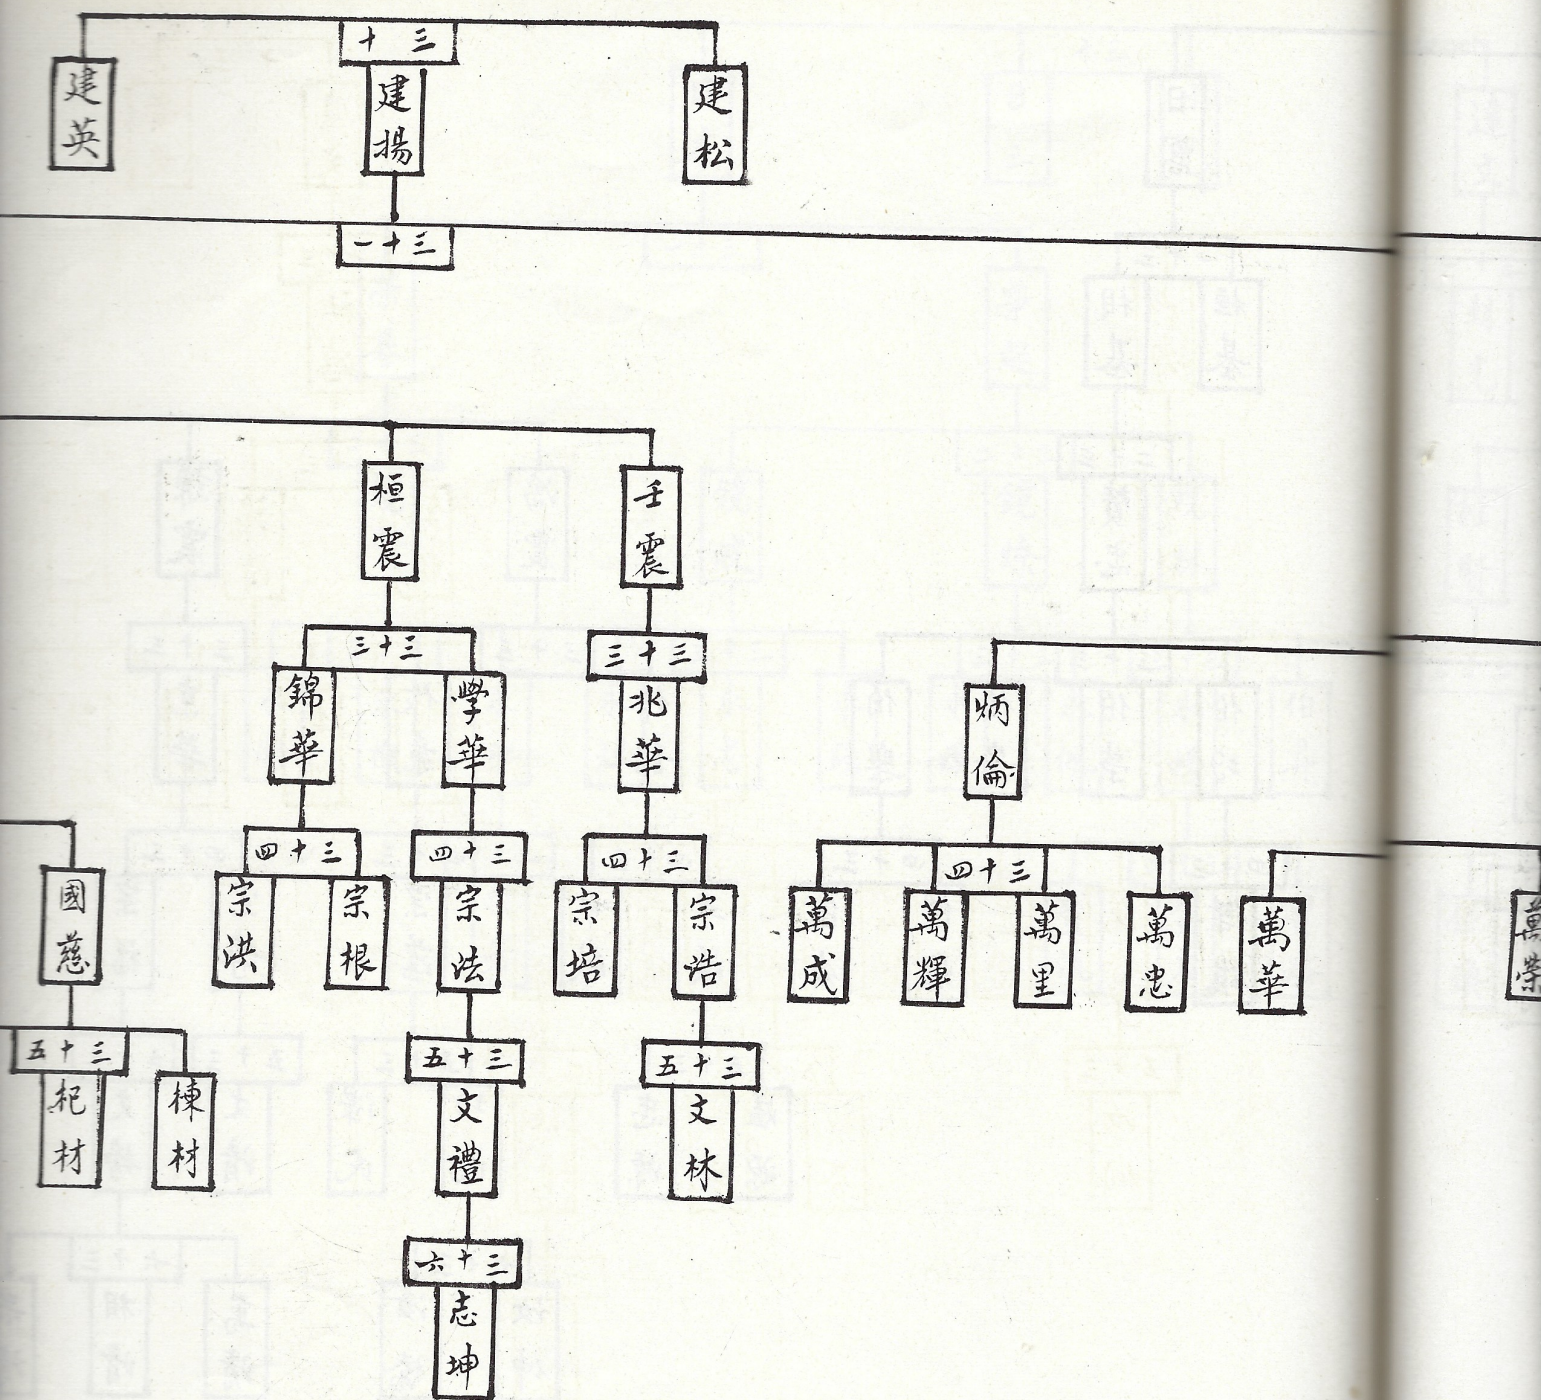 三十
建松
建揚
建英
三十一
壬震
桓震
三十三
三十三
炳倫
兆華
學華
錦華
三十四
三十四
三十四
三十四
萬華
萬忠
萬里
萬輝
萬成
宗浩
宗培
宗法
宗根
宗洪
國慈
三十五
三十五
三十五
文林
文禮
棟材
杞材
三十六
志坤